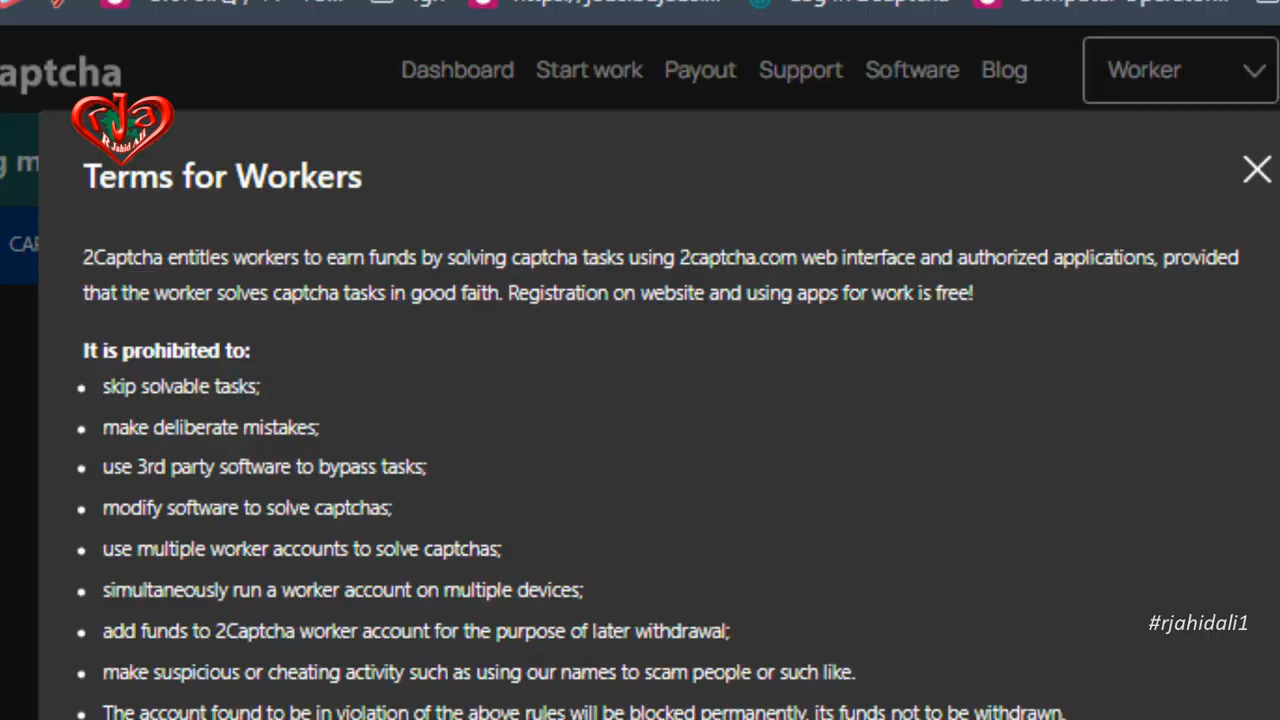 aptcha
Dashboard Start work Payout Support Software Blog Worker
rja
R Jahid Ali
g m
CAP
Terms for Workers
2Captcha entitles workers to earn funds by solving captcha tasks using 2captcha.com web interface and authorized applications, provided
that the worker solves captcha tasks in good faith. Registration on website and using apps for work is free!
It is prohibited to:
• skip solvable tasks;
• make deliberate mistakes;
• use 3rd party software to bypass tasks;
• modify software to solve captchas;
• use multiple worker accounts to solve captchas;
• simultaneously run a worker account on multiple devices;
• add funds to 2Captcha worker account for the purpose of later withdrawal;
#rjahidali1
• make suspicious or cheating activity such as using our names to scam people or such like.
• The account found to be in violation of the above rules will be blocked permanently, its funds not to be withdrawn.